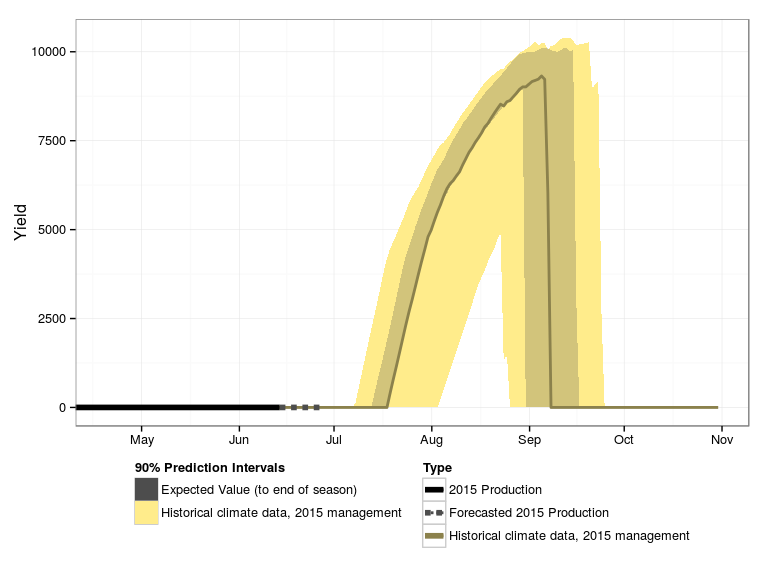 10000
7500
5000
2500
0
Yield
May Jun Jul Aug Sep Oct Nov
90% Prediction Intervals
Expected Value (to end of season)
Historical climate data, 2015 management
Type
2015 Production
Forecasted 2015 Production
Historical climate data, 2015 management